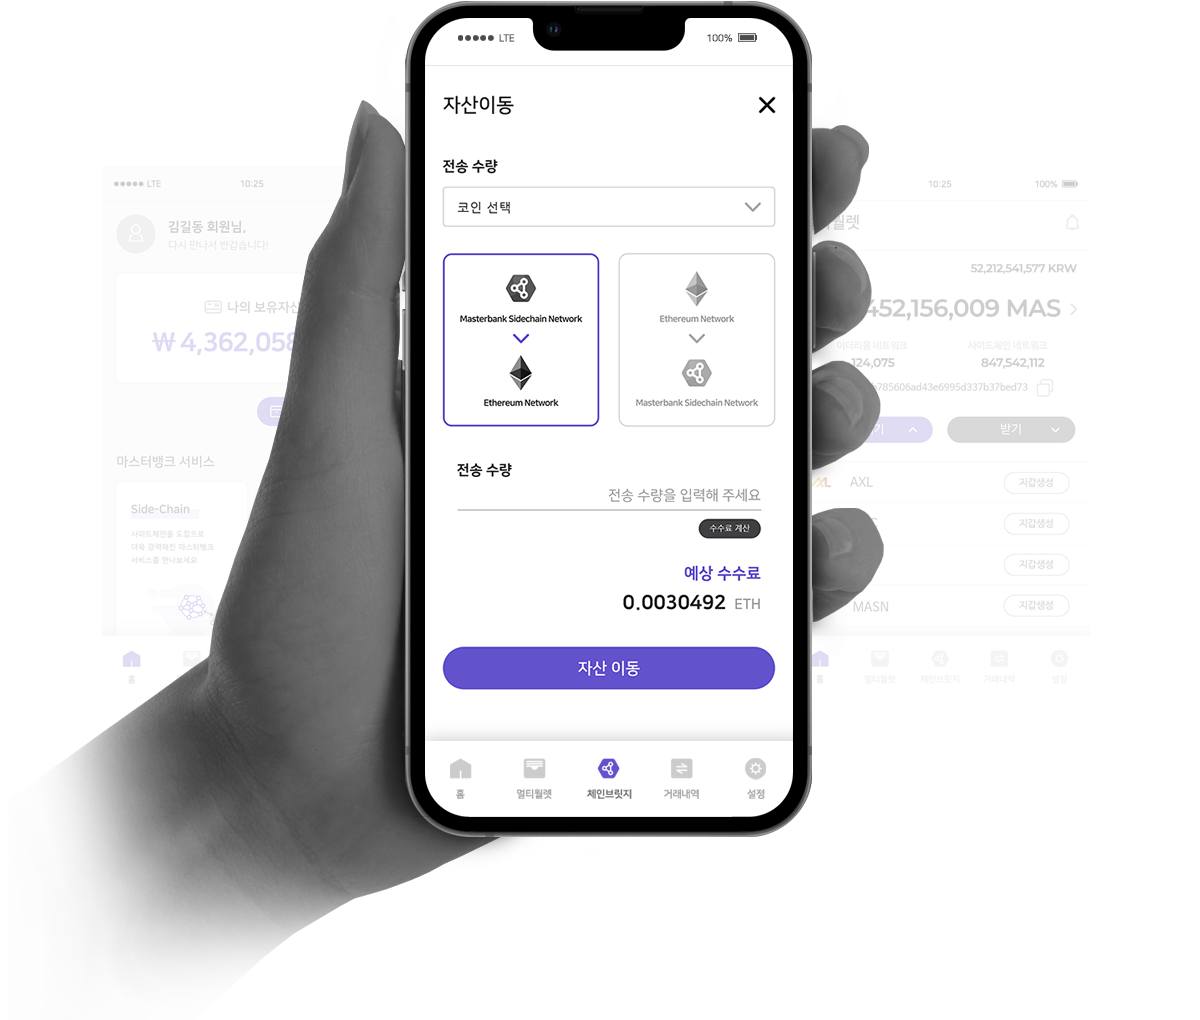 LTE
100%
자산이동
전송 수량
코인 선택
Masterbank Sidechain Network
Ethereum Network
Ethereum Network
Masterbank Sidechain Network
전송 수량
전송 수량을 입력해 주세요
수수료 계산
예상 수수료
0.0030492 ETH
자산 이동
홈
멀티월렛
체인브릿지
거래내역
설정
LTE
10:25
김길동 회원님,
다시 만나서 반갑습니다!
나의 보유자산
₩ 4,362,058
마스터뱅크 서비스
Side-Chain
사이드체인을 도입으로
더욱 강력해진 마스터뱅크
서비스를 만나보세요
홈
10:25
100%
월렛
52,212,541,577 KRW
452,156,009 MAS
이더리움 네트워크
사이드체인 네트워크
124,075
847,542,112
785606ad43e6995d337b37bed73
기
받기
AXL
지갑생성
지갑생성
지갑생성
MASN
지갑생성
홈
멀티월렛
체인브릿지
거래내역
설정